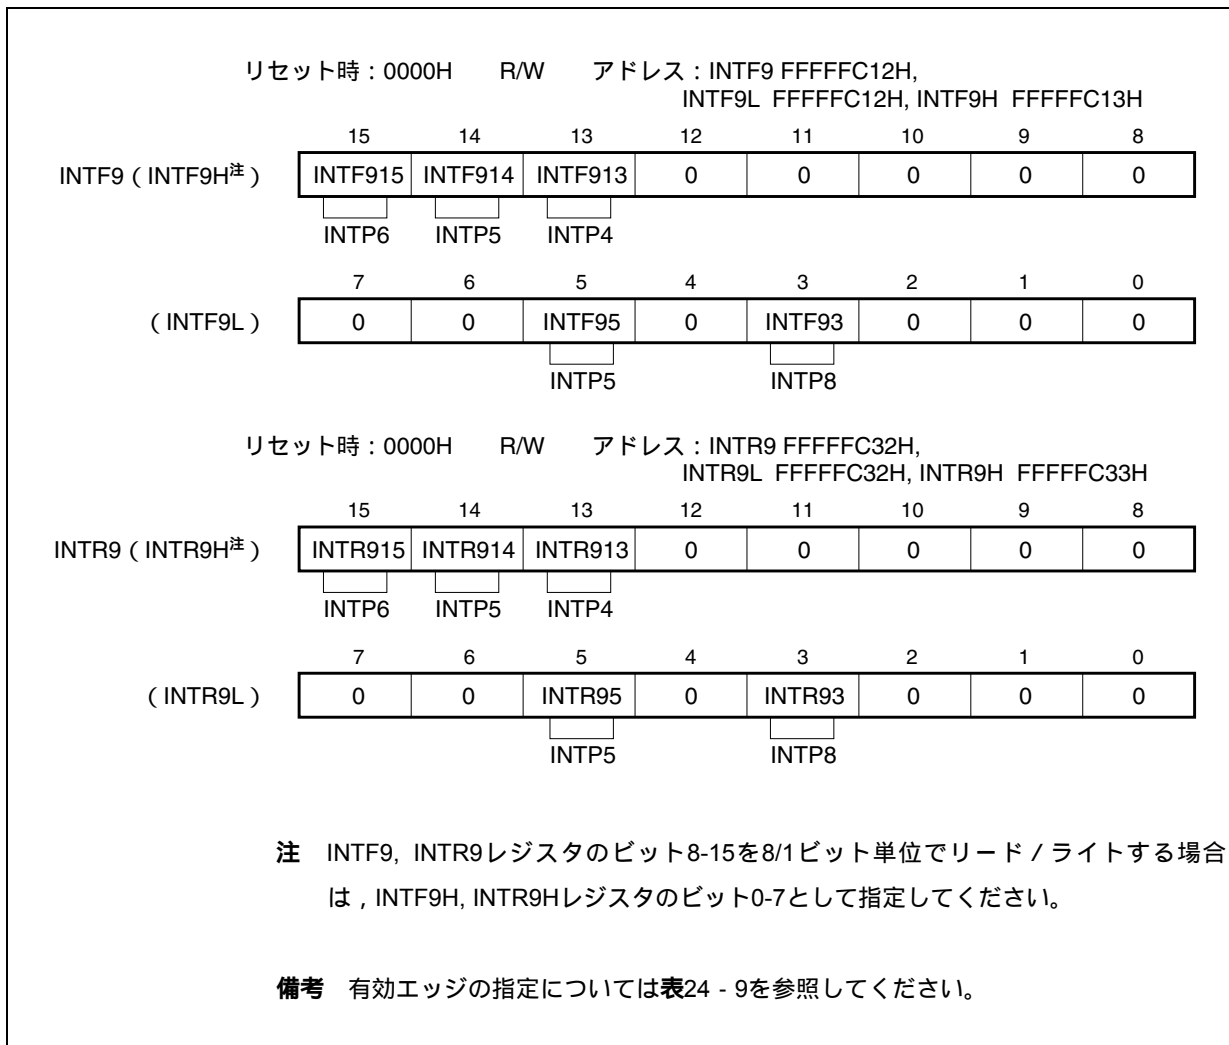 リセット時：0000H R/W アドレス：INTF9 FFFFFC12H,
INTF9L FFFFFC12H, INTF9H FFFFFC13H
15 14 13 12 11 10 9 8
INTF9（INTF9H注） INTF915 INTF914 INTF913 0 0 0 0 0
INTP6 INTP5 INTP4
7 6 5 4 3 2 1 0
（INTF9L） 0 0 INTF95 0 INTF93 0 0 0
INTP5 INTP8
リセット時：0000H R/W アドレス：INTR9 FFFFFC32H,
INTR9L FFFFFC32H, INTR9H FFFFFC33H
15 14 13 12 11 10 9 8
INTR9（INTR9H注） INTR915 INTR914 INTR913 0 0 0 0 0
INTP6 INTP5 INTP4
7 6 5 4 3 2 1 0
（INTR9L） 0 0 INTR95 0 INTR93 0 0 0
INTP5 INTP8
注 INTF9, INTR9レジスタのビット8-15を8/1ビット単位でリード／ライトする場合
は，INTF9H, INTR9Hレジスタのビット0-7として指定してください。
備考 有効エッジの指定については表24－9を参照してください。